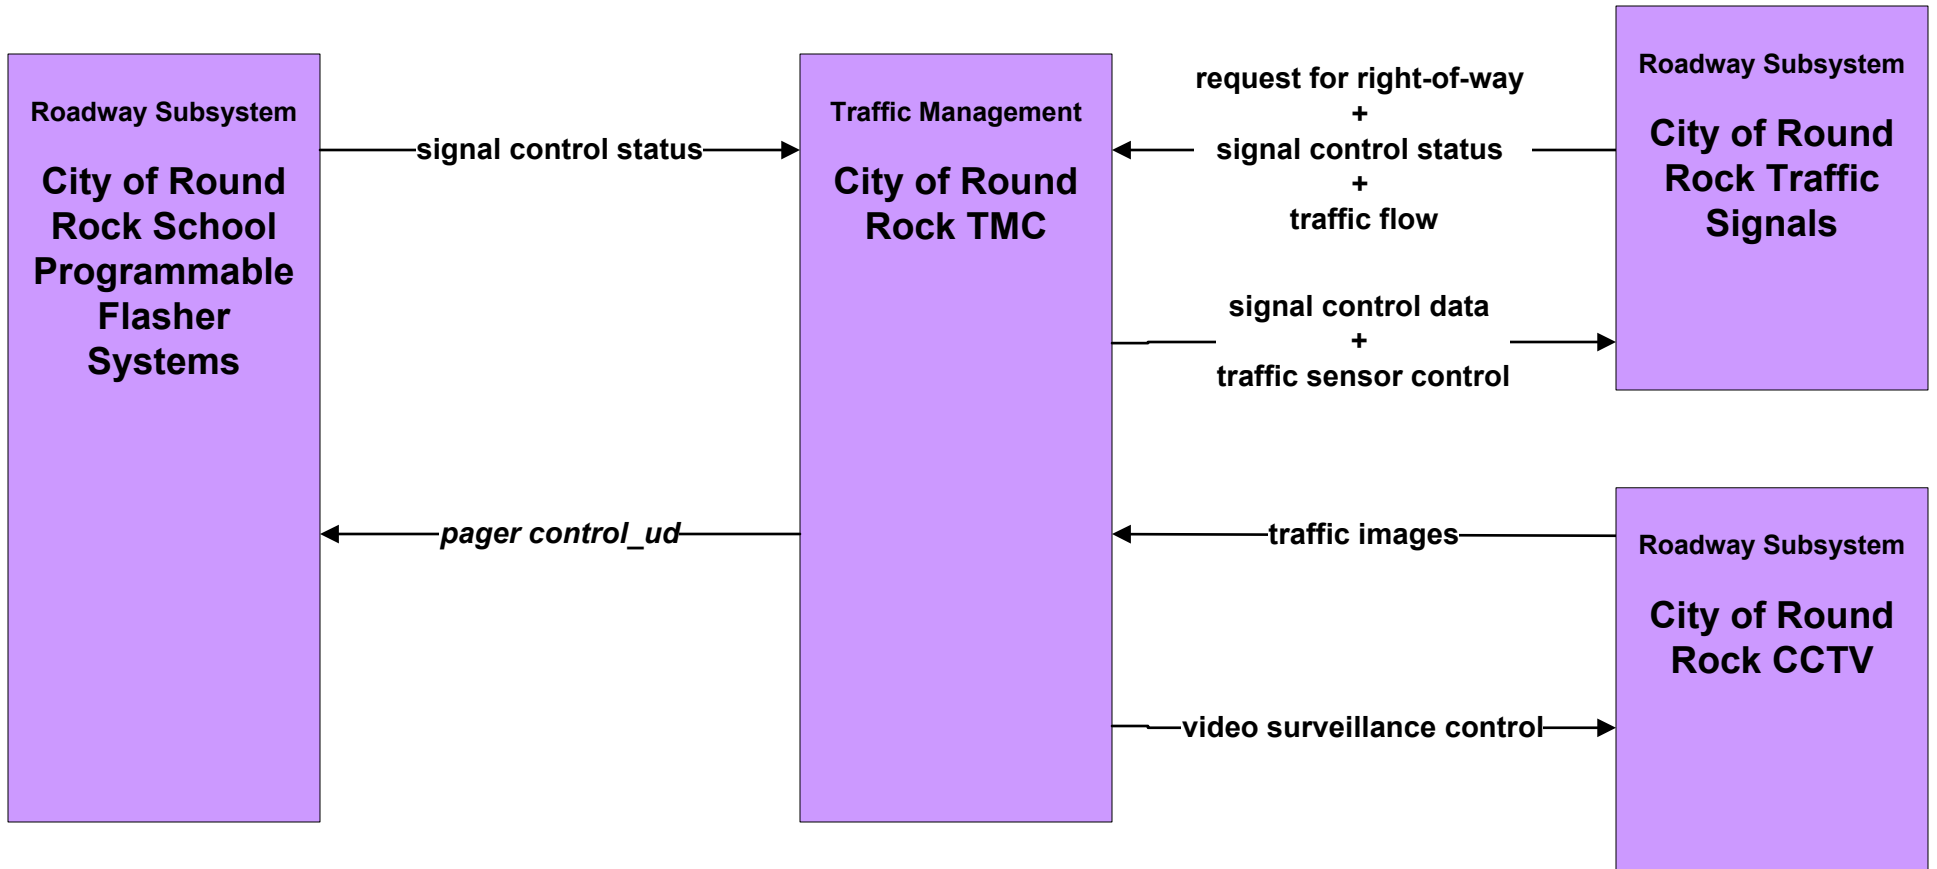 Roadway Subsystem
City of Round
Rock School
Programmable
Flasher
Systems
signal control status
pager control_ud
Traffic Management
City of Round
Rock TMC
request for right-of-way
+
signal control status
+
traffic flow
signal control data
+
traffic sensor control
traffic images
video surveillance control
Roadway Subsystem
City of Round
Rock Traffic
Signals
Roadway Subsystem
City of Round
Rock CCTV